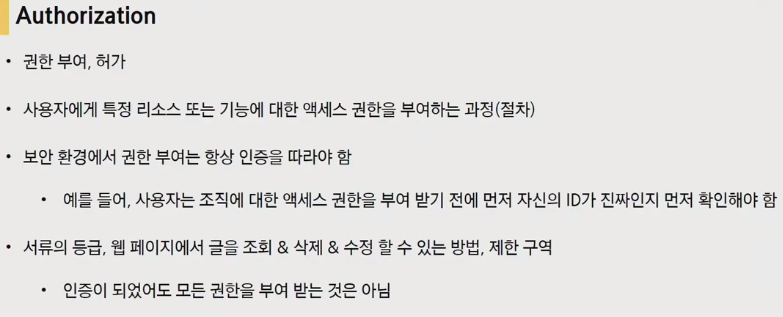 Authorization
• 권한 부여, 허가
• 사용자에게 특정 리소스 또는 기능에 대한 액세스 권한을 부여하는 과정(절차)
• 보안 환경에서 권한 부여는 항상 인증을 따라야 함
• 예를 들어, 사용자는 조직에 대한 액세스 권한을 부여 받기 전에 먼저 자신의 ID가 진짜인지 먼저 확인해야 함
• 서류의 등급, 웹 페이지에서 글을 조회 & 삭제 & 수정 할 수 있는 방법, 제한 구역
• 인증이 되었어도 모든 권한을 부여 받는 것은 아님